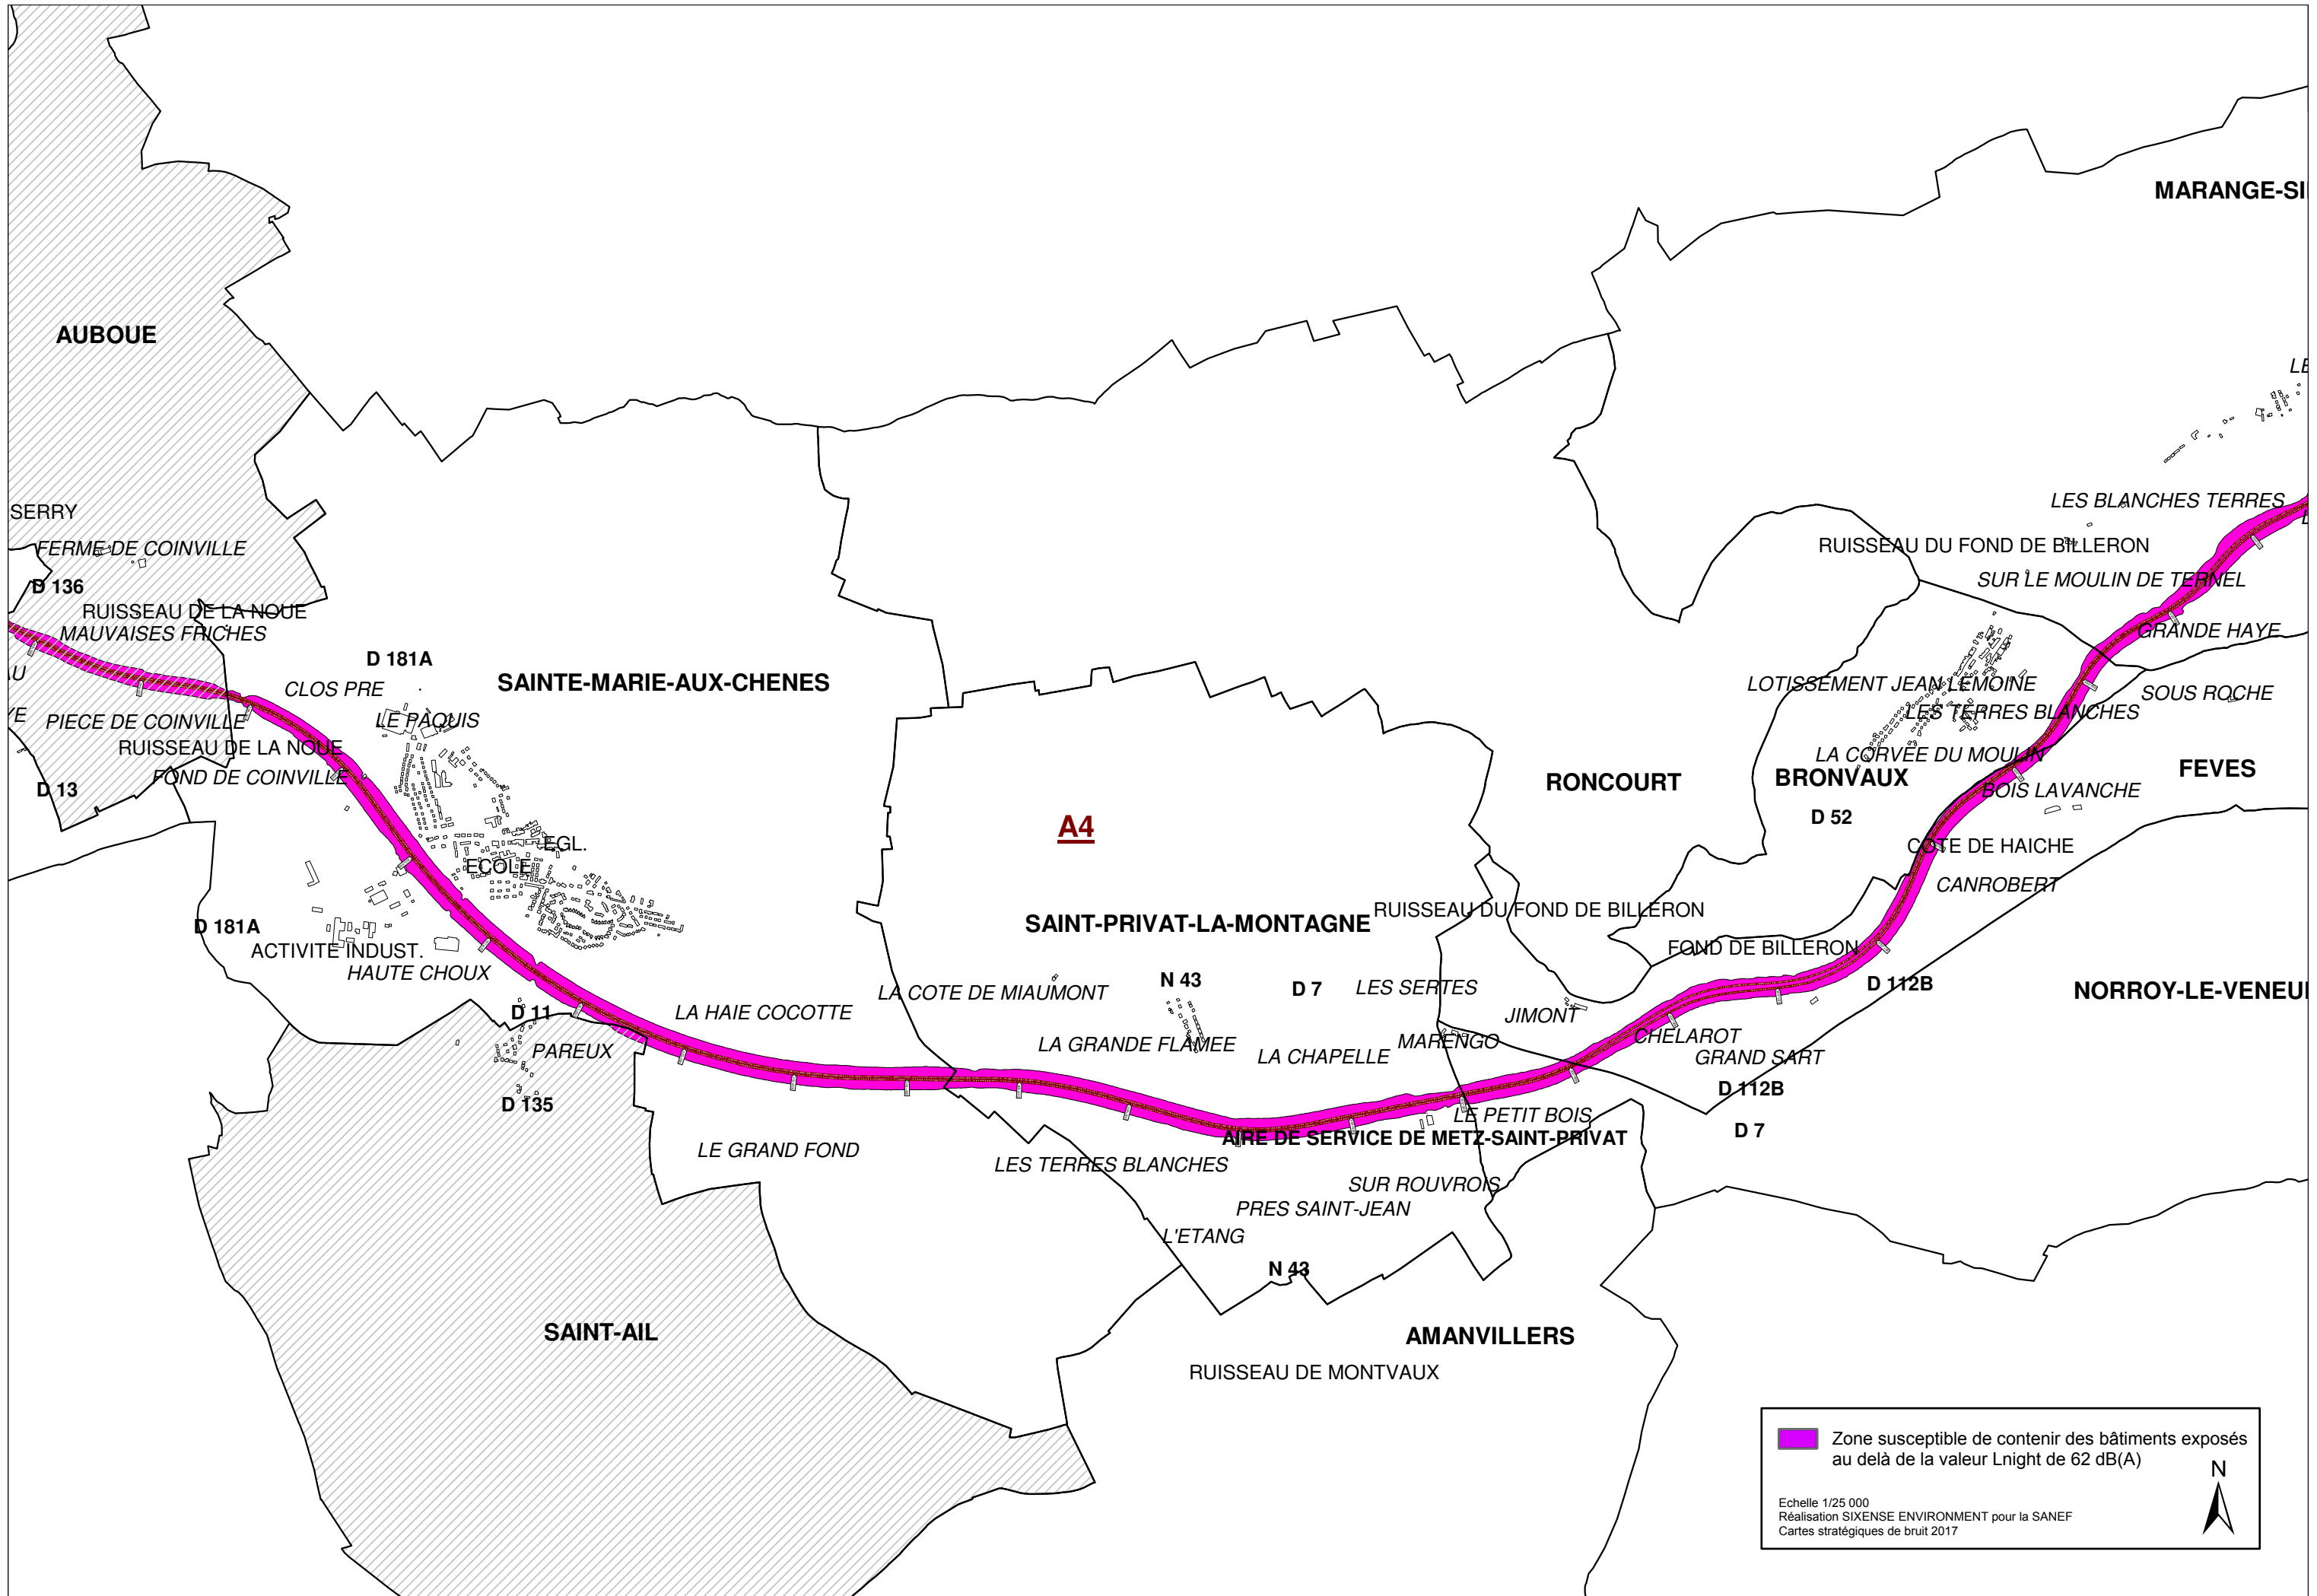 MARANGE-SI
AUBOUE
LE
SERRY
LES BLANCHES TERRES
L
FERME DE COINVILLE
RUISSEAU DU FOND DE BILLERON
D 136
SUR LE MOULIN DE TERNEL
RUISSEAU DE LA NOUE
MAUVAISES FRICHES
GRANDE HAYE
D 181A
AU
CLOS PRE
SAINTE-MARIE-AUX-CHENES
LOTISSEMENT JEAN LEMOINE
SOUS ROCHE
YE
PIECE DE COINVILLE
LE PAQUIS
LES TERRES BLANCHES
RUISSEAU DE LA NOUE
LA CORVEE DU MOULIN
FOND DE COINVILLE
RONCOURT
BRONVAUX
FEVES
D 13
BOIS LAVANCHE
A4
D 52
EGL.
COTE DE HAICHE
ECOLE
CANROBERT
D 181A
SAINT-PRIVAT-LA-MONTAGNE
RUISSEAU DU FOND DE BILLERON
ACTIVITE INDUST.
FOND DE BILLERON
HAUTE CHOUX
N 43
D 7
LES SERTES
D 112B
NORROY-LE-VENEU
LA COTE DE MIAUMONT
D 11
LA HAIE COCOTTE
JIMONT
PAREUX
LA GRANDE FLAMEE
LA CHAPELLE
MARENGO
CHELAROT
GRAND SART
D 135
D 112B
LE PETIT BOIS
AIRE DE SERVICE DE METZ-SAINT-PRIVAT
D 7
LE GRAND FOND
LES TERRES BLANCHES
SUR ROUVROIS
PRES SAINT-JEAN
L'ETANG
N 43
SAINT-AIL
AMANVILLERS
RUISSEAU DE MONTVAUX
Zone susceptible de contenir des bâtiments exposés
au delà de la valeur Lnight de 62 dB(A)
N
Echelle 1/25 000
Réalisation SIXENSE ENVIRONMENT pour la SANEF
Cartes stratégiques de bruit 2017